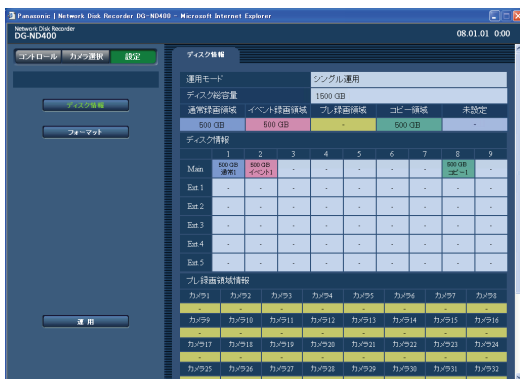 Panasonic | Network Disk Recorder DG-ND400 - Microsoft Internet Explorer
Network Disk Recorder
DG-ND400
08.01.01 0:00
コントロール カメラ選択 設定
ディスク情報
フォーマット
運用
ディスク情報
運用モード シングル運用
ディスク総容量 1500 GB
通常録画領域 イベント録画領域 プレ録画領域 コピー領域 未設定
500 GB 500 GB - 500 GB -
ディスク情報
1 2 3 4 5 6 7 8 9
Main 500 GB 通常1 500 GB イベント1 - - - - - 500 GB コピー1 -
Ext.1 - - - - - - - - -
Ext.2 - - - - - - - - -
Ext.3 - - - - - - - - -
Ext.4 - - - - - - - - -
Ext.5 - - - - - - - - -
プレ録画領域情報
カメラ1 カメラ2 カメラ3 カメラ4 カメラ5 カメラ6 カメラ7 カメラ8
- - - - - - - -
カメラ9 カメラ10 カメラ11 カメラ12 カメラ13 カメラ14 カメラ15 カメラ16
- - - - - - - -
カメラ17 カメラ18 カメラ19 カメラ20 カメラ21 カメラ22 カメラ23 カメラ24
- - - - - - - -
カメラ25 カメラ26 カメラ27 カメラ28 カメラ29 カメラ30 カメラ31 カメラ32